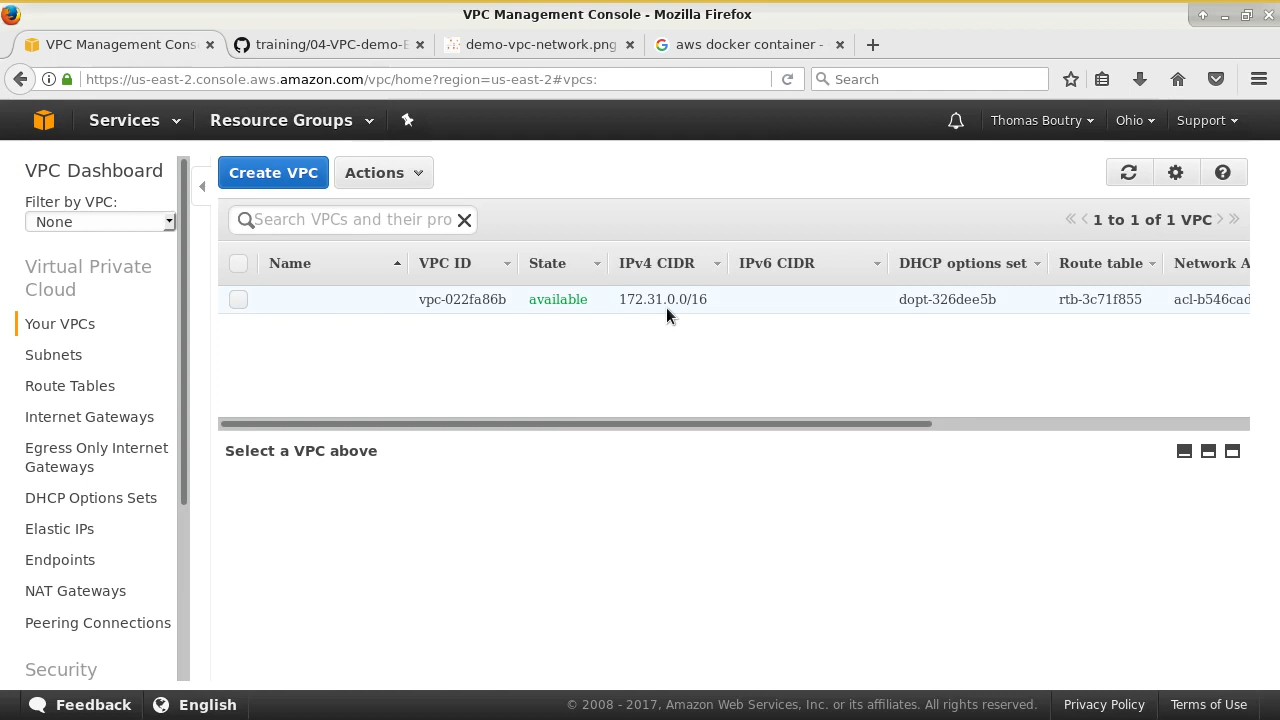 VPC Management Console - Mozilla Firefox
VPC Management Cons
training/04-VPC-demo
demo-vpc-network.png
aws docker container -
https://us-east-2.console.aws.amazon.com/vpc/home?region=us-east-2#vpcs:
Search
Services
Resource Groups
Thomas Boutry
Ohio
Support
VPC Dashboard
Filter by VPC:
None
Virtual Private
Cloud
Your VPCs
Subnets
Route Tables
Internet Gateways
Egress Only Internet
Gateways
DHCP Options Sets
Elastic IPs
Endpoints
NAT Gateways
Peering Connections
Security
Create VPC
Actions
Search VPCs and their pro
1 to 1 of 1 VPC
Name VPC ID State IPv4 CIDR IPv6 CIDR DHCP options set Route table Network A
vpc-022fa86b available 172.31.0.0/16 dopt-326dee5b rtb-3c71f855 acl-b546cad
Select a VPC above
Feedback
English
© 2008 - 2017, Amazon Web Services, Inc. or its affiliates. All rights reserved.
Privacy Policy
Terms of Use